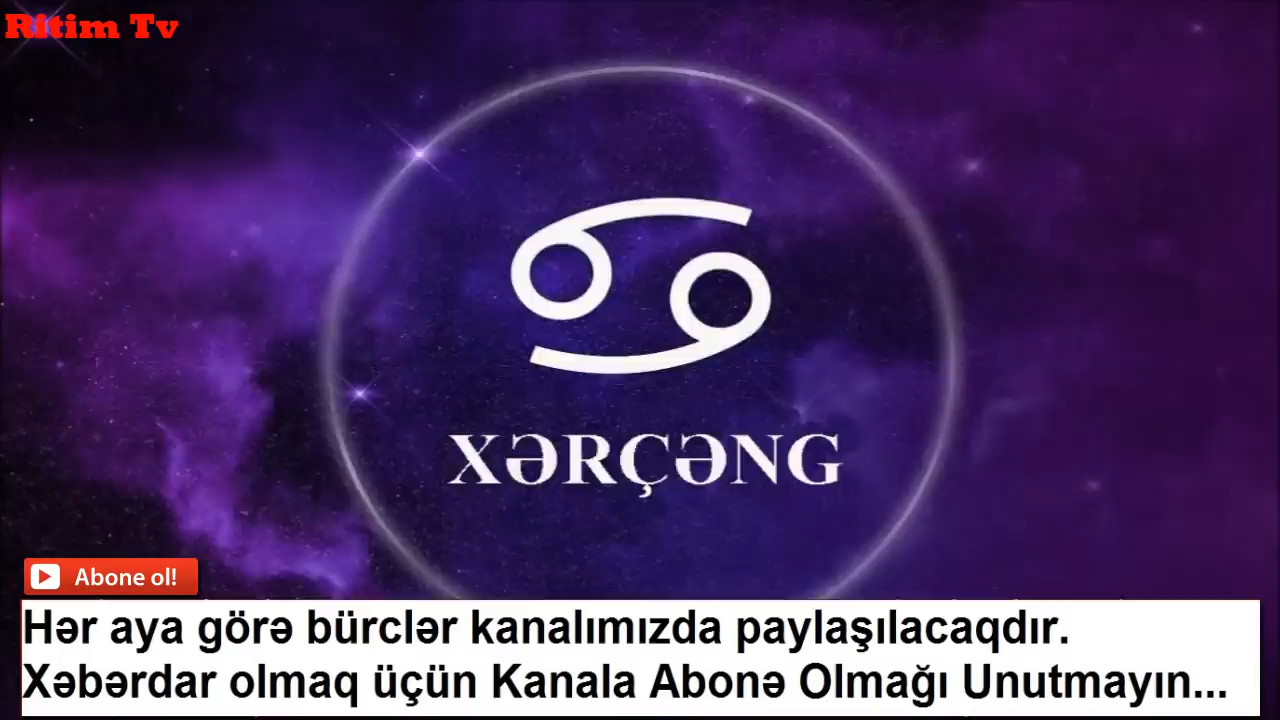 Ritim Tv
XƏRÇƏNG
Abone ol!
Hər aya görə bürclər kanalımızda paylaşılacaqdır.
Xəbərdar olmaq üçün Kanala Abonə Olmağı Unutmayın...